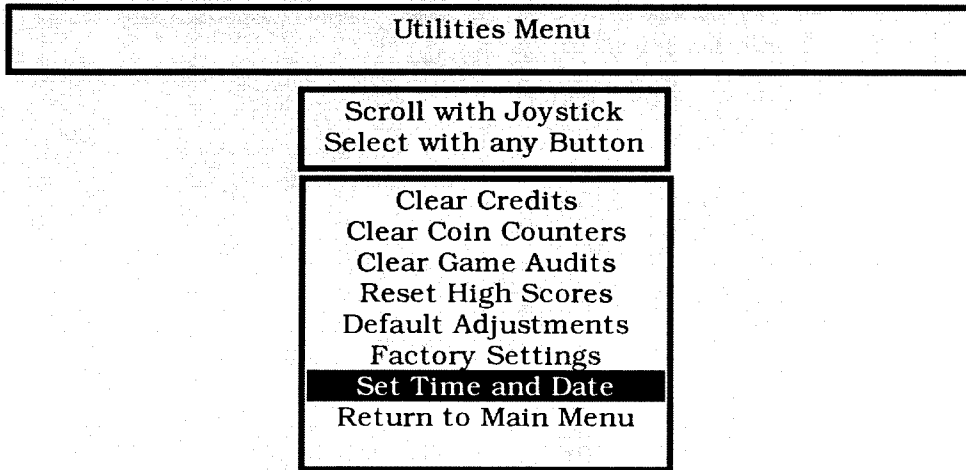 Utilities Menu
Scroll with Joystick
Select with any Button
Clear Credits
Clear Coin Counters
Clear Game Audits
Reset High Scores
Default Adjustments
Factory Settings
Set Time and Date
Return to Main Menu